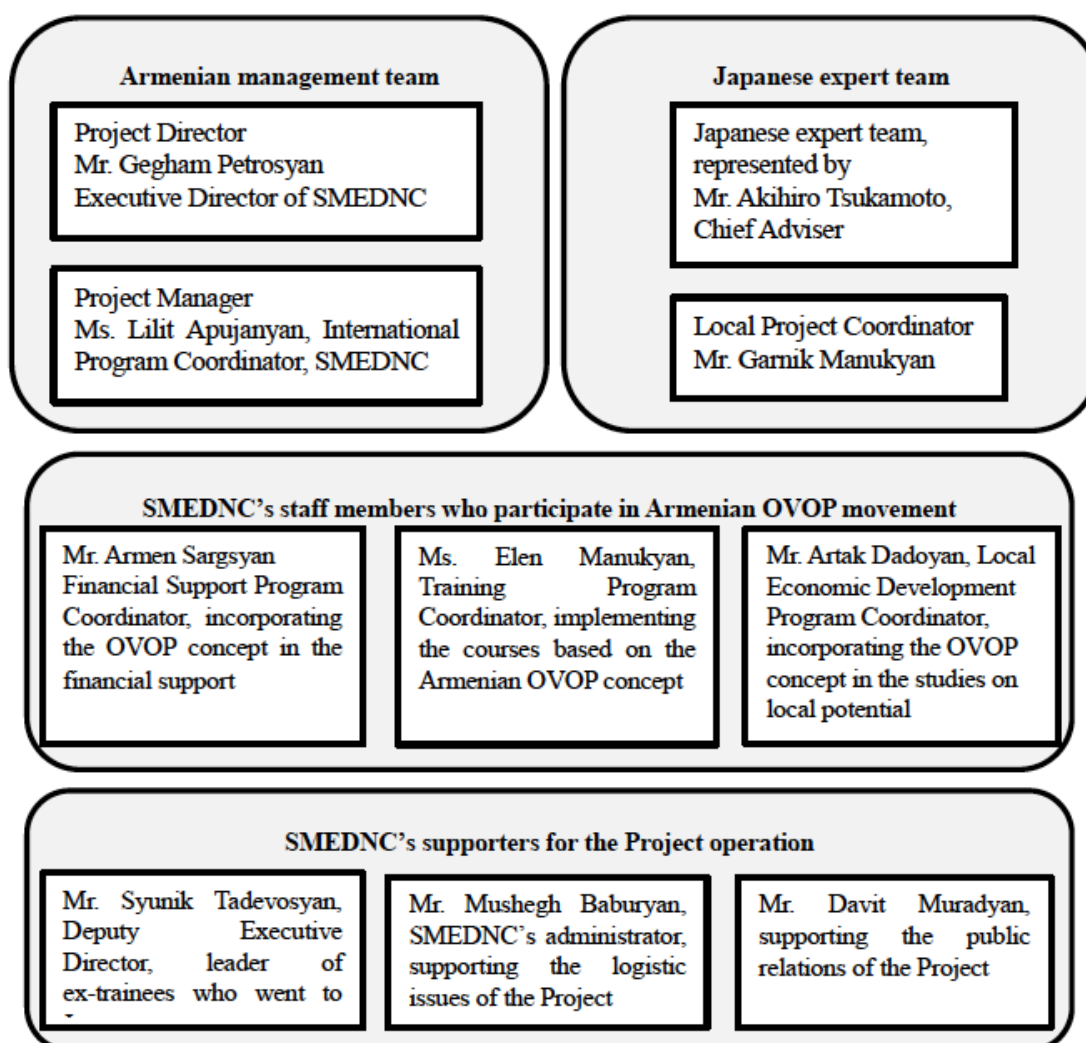 Armenian management team
Project Director
Mr. Gegham Petrosyan
Executive Director of SMEDNC
Project Manager
Ms. Lilit Apujanyan, International
Program Coordinator, SMEDNC
Japanese expert team
Japanese expert team,
represented by
Mr. Akihiro Tsukamoto,
Chief Adviser
Local Project Coordinator
Mr. Garnik Manukyan
SMEDNC’s staff members who participate in Armenian OVOP movement
Mr. Armen Sargsyan
Financial Support Program
Coordinator, incorporating
the OVOP concept in the
financial support
Ms. Elen Manukyan,
Training Program
Coordinator, implementing
the courses based on the
Armenian OVOP concept
Mr. Artak Dadoyan, Local
Economic Development
Program Coordinator,
incorporating the OVOP
concept in the studies on
local potential
SMEDNC’s supporters for the Project operation
Mr. Syunik Tadevosyan,
Deputy Executive
Director, leader of
ex-trainees who went to
Mr. Mushegh Baburyan,
SMEDNC’s administrator,
supporting the logistic
issues of the Project
Mr. Davit Muradyan,
supporting the public
relations of the Project